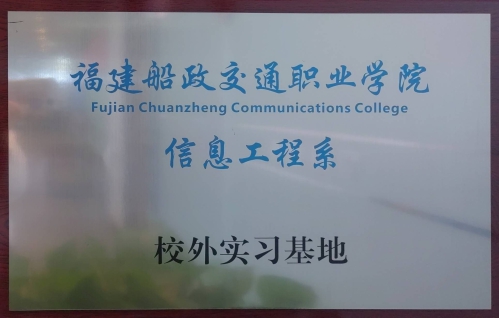 福建船政交通职业学院
Fujian Chuanzheng Communications College
信息工程系
校外实习基地